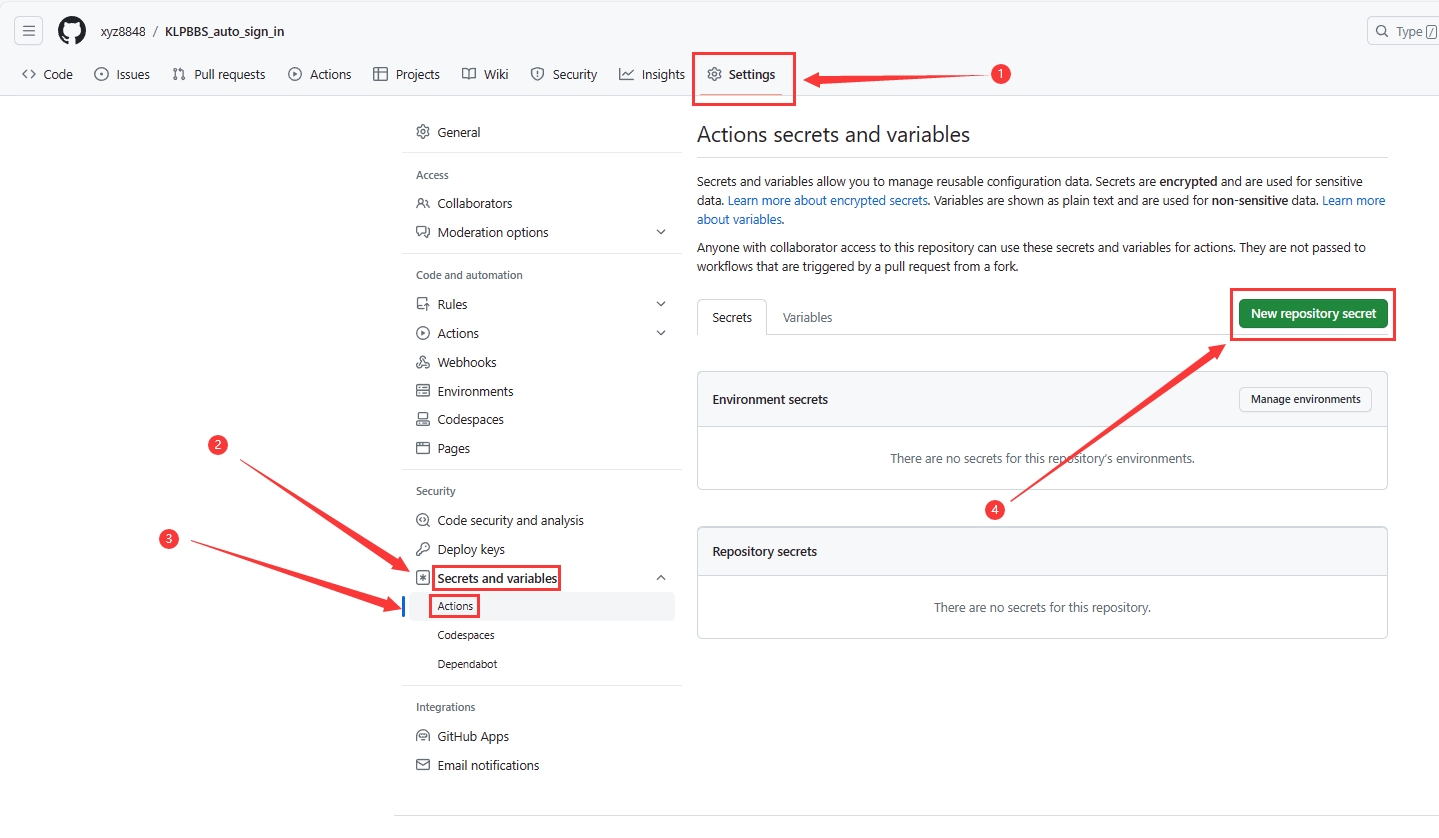 xyz8848 / KLPBBS_auto_sign_in
Type /
Code Issues Pull requests Actions Projects Wiki Security Insights Settings
1
General
Access
Collaborators
Moderation options
Code and automation
Rules
Actions
Webhooks
Environments
Codespaces
Pages
2
Security
Code security and analysis
3
Deploy keys
Secrets and variables
Actions
Codespaces
Dependabot
Integrations
GitHub Apps
Email notifications
Actions secrets and variables
Secrets and variables allow you to manage reusable configuration data. Secrets are encrypted and are used for sensitive
data. Learn more about encrypted secrets. Variables are shown as plain text and are used for non-sensitive data. Learn more
about variables.
Anyone with collaborator access to this repository can use these secrets and variables for actions. They are not passed to
workflows that are triggered by a pull request from a fork.
Secrets Variables
New repository secret
Environment secrets
Manage environments
There are no secrets for this repository's environments.
4
Repository secrets
There are no secrets for this repository.